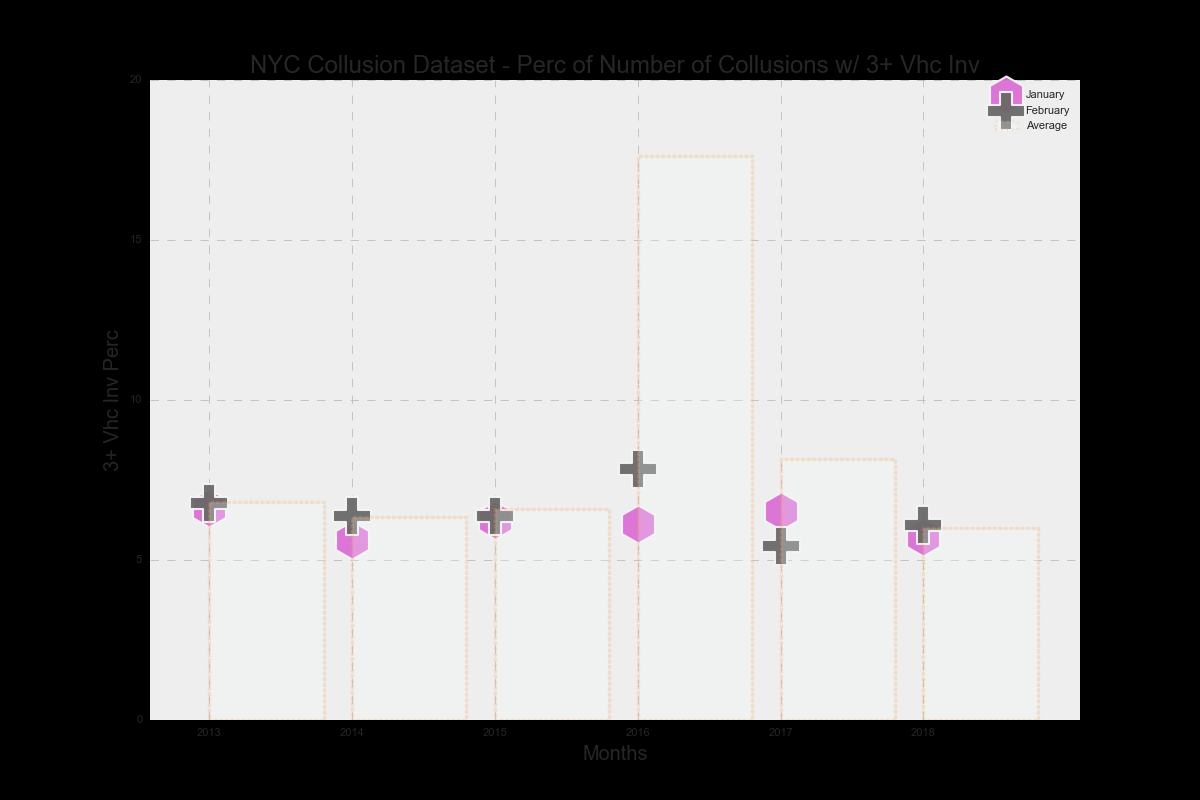 NYC Collusion Dataset - Perc of Number of Collusions w/ 3+ Vhc Inv
January
February
Average
20
15
10
5
0
3+ Vhc Inv Perc
2013
2014
2015
2016
2017
2018
Months